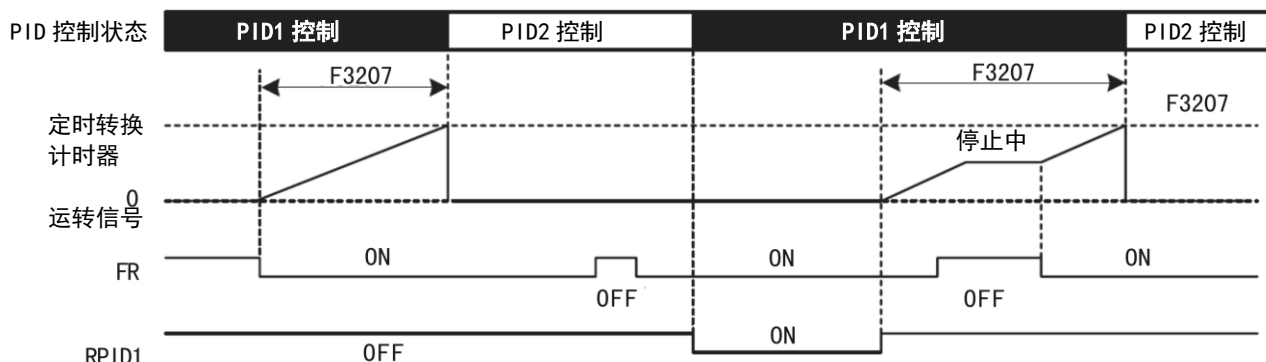 PID 控制状态 PID1 控制 PID2 控制 PID1 控制 PID2 控制
F3207 F3207
F3207
定时转换
计时器
停止中
0
运转信号
FR ON ON ON
OFF OFF
ON
RPID1 OFF